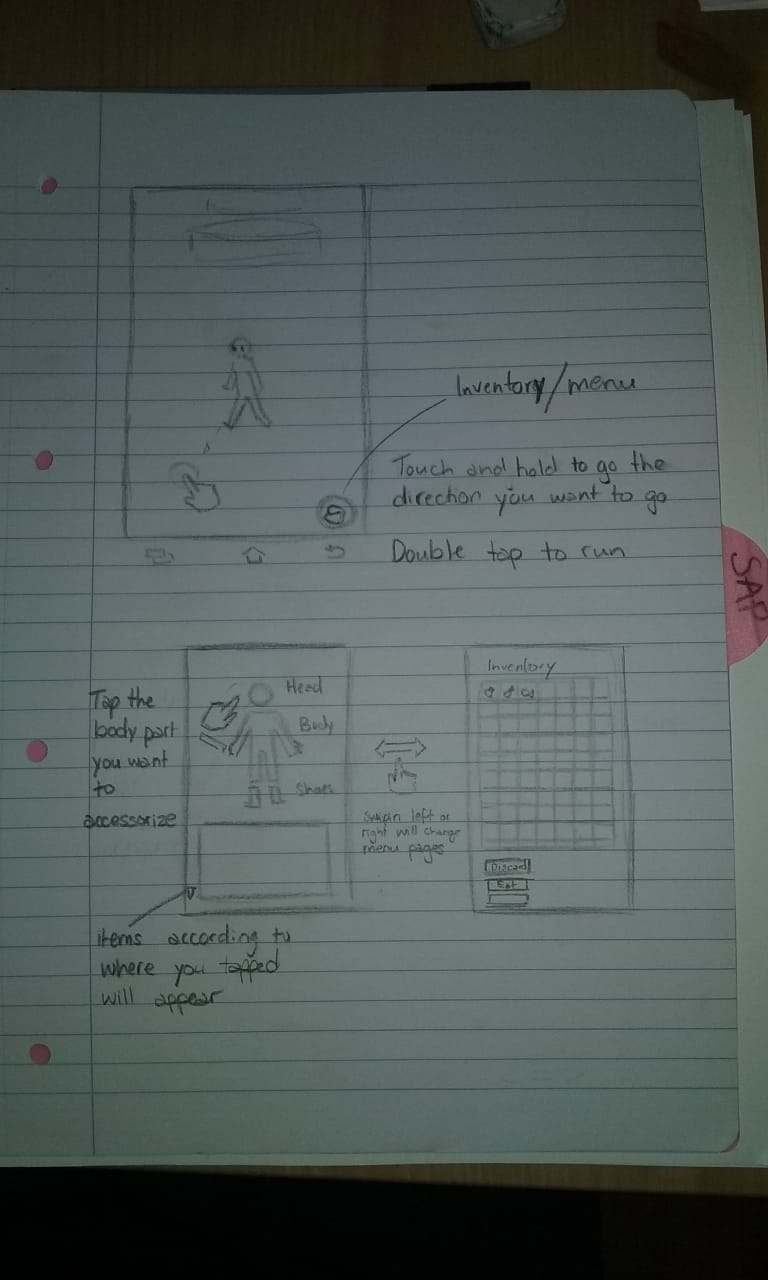 Inventory/menu
Touch and hold to go the
direction you want to go
Double tap to run
SAP
Tap the
body part
you want
to
accessorize
Head
Body
Shoes
left or
right will change
menu pages
Inventory
Discard
Eat
items according to
where you tapped
will appear